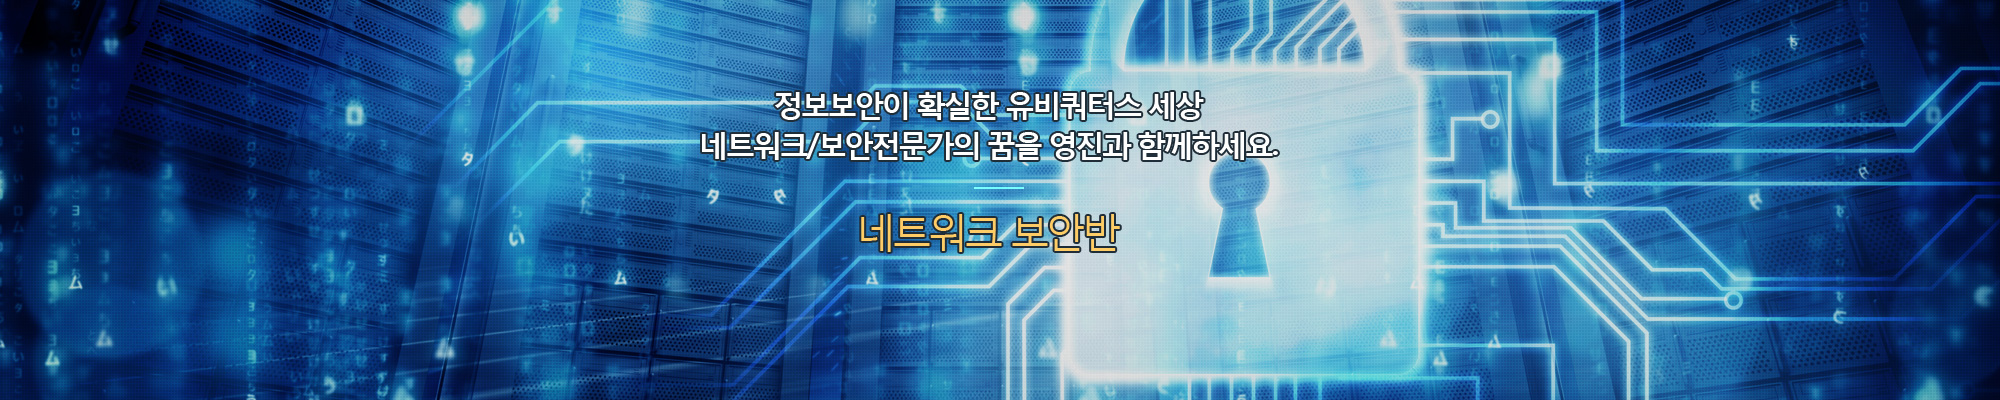 정보보안이 확실한 유비쿼터스 세상
네트워크/보안전문가의 꿈을 영진과 함께하세요.
네트워크 보안반